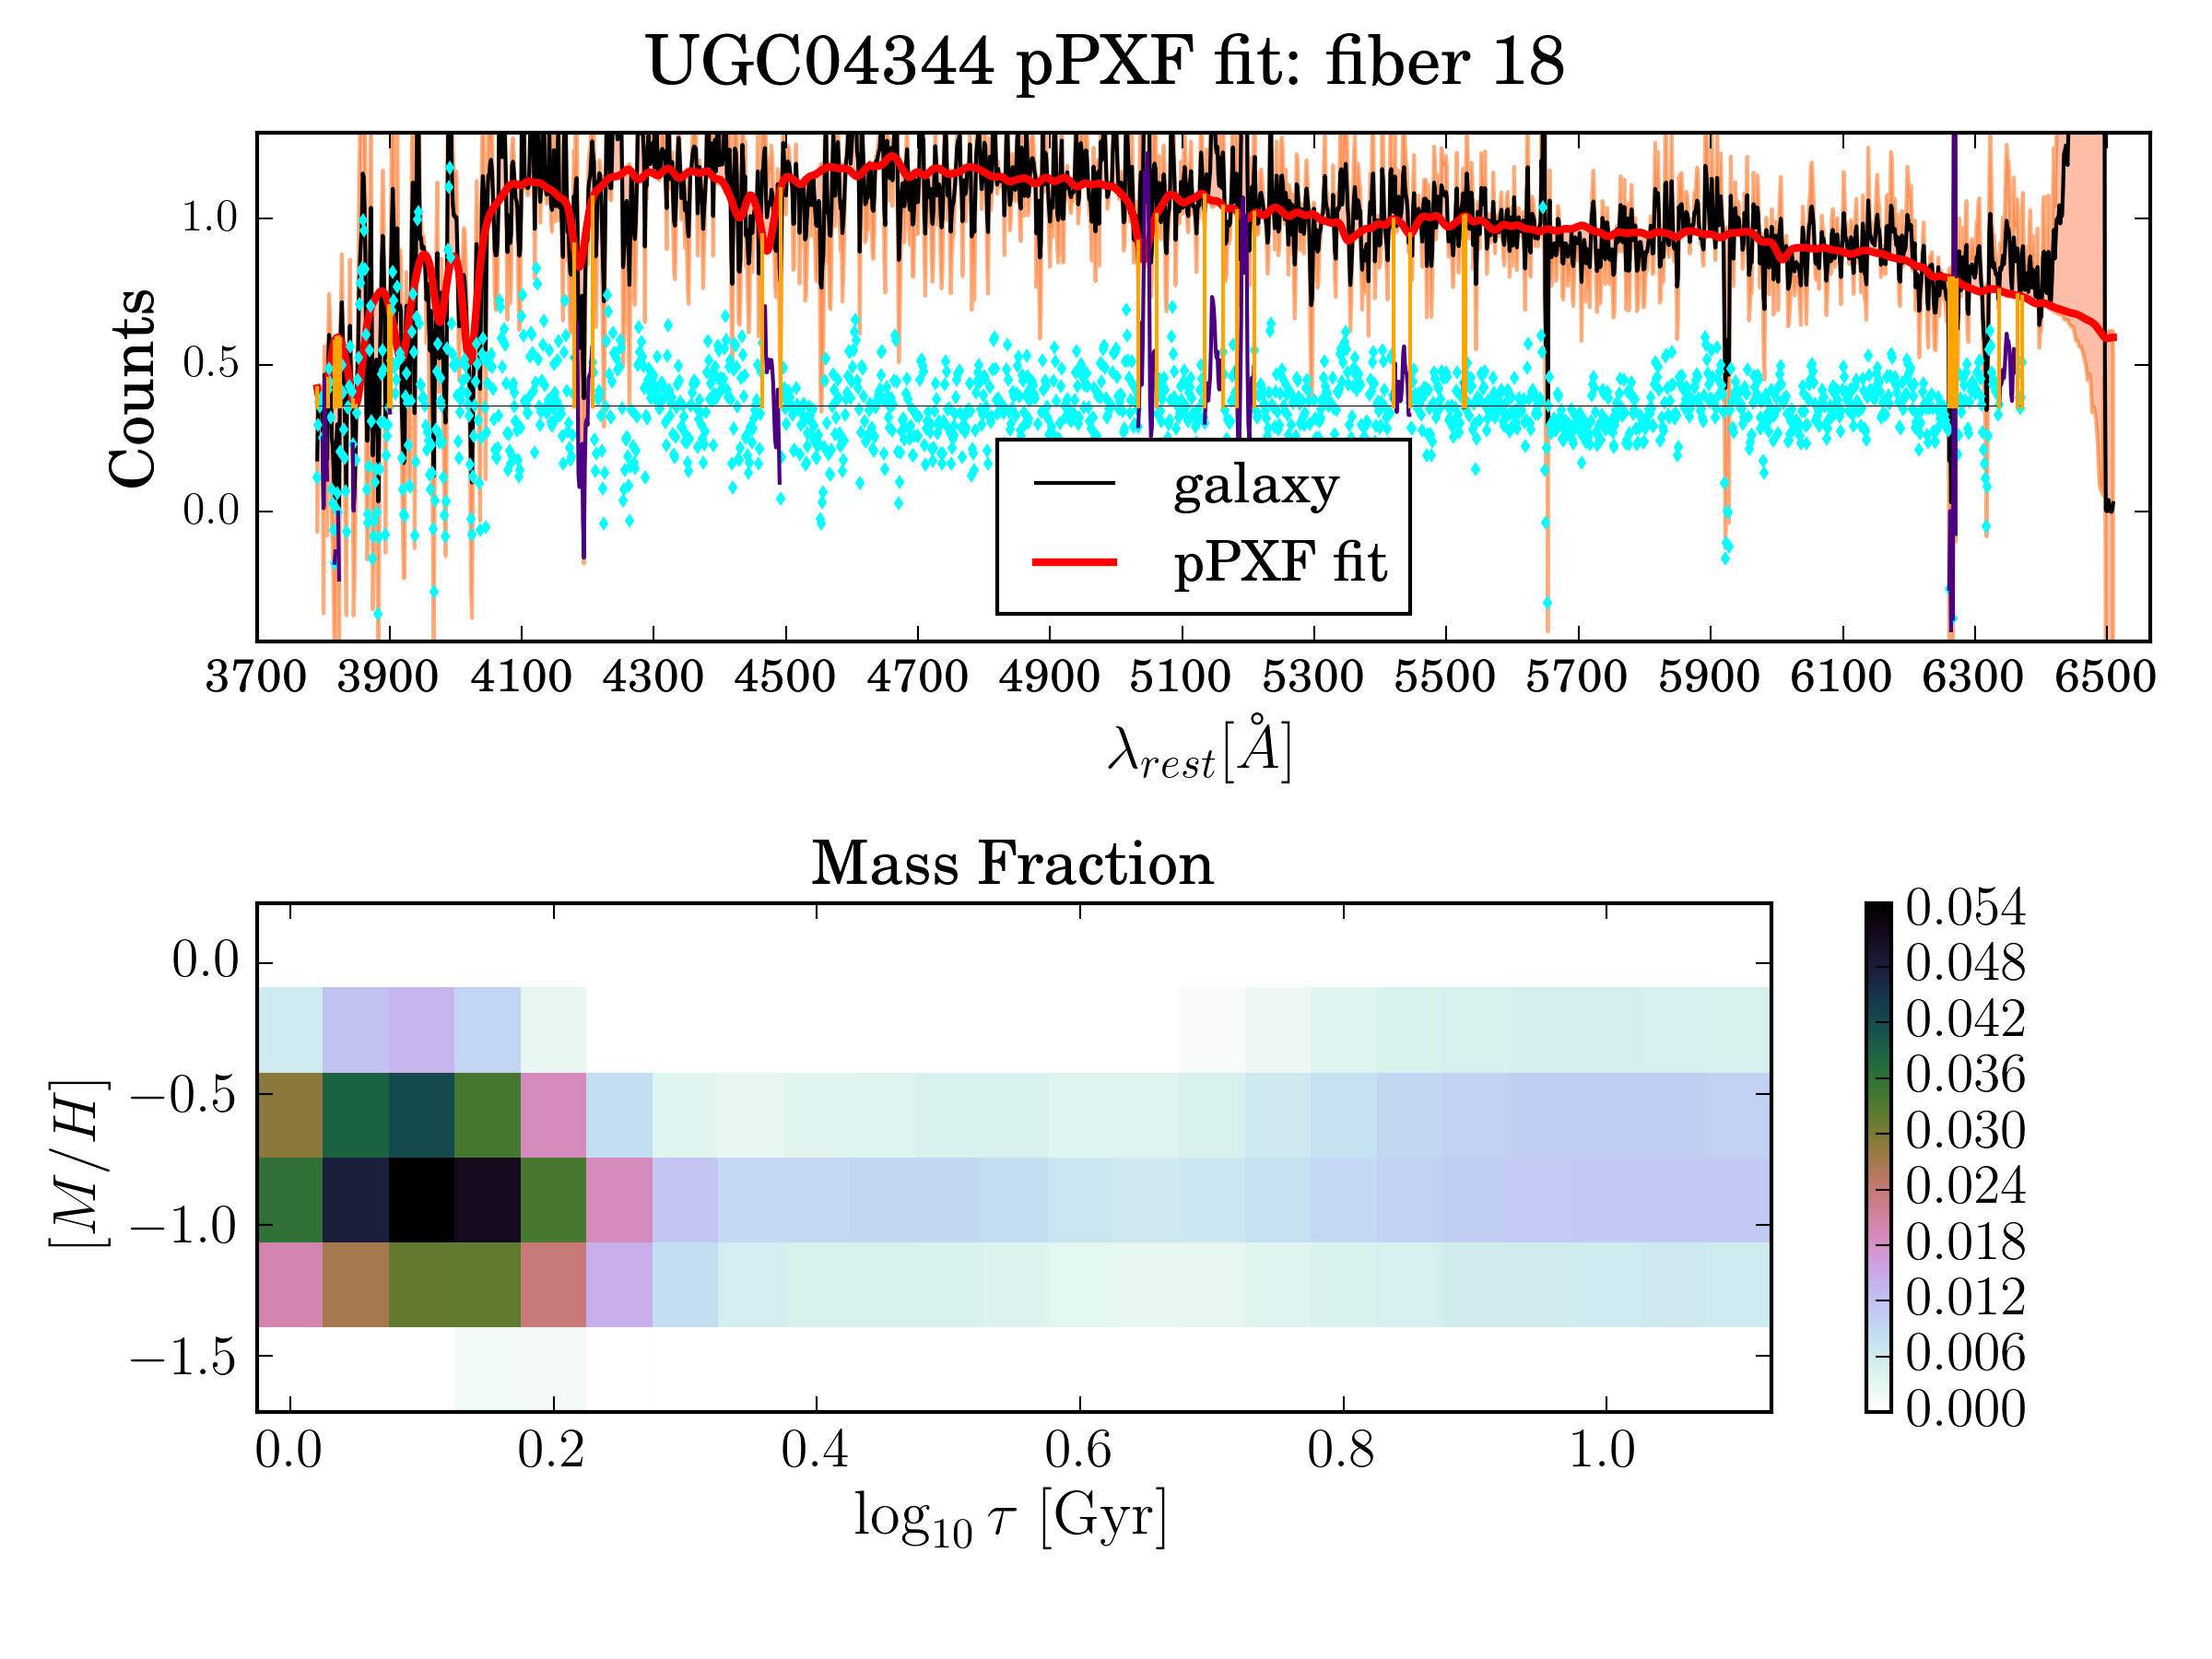 UGC04344 pPXF fit: fiber 18
Counts
1.0
0.5
0.0
galaxy
pPXF fit
3700 3900 4100 4300 4500 4700 4900 5100 5300 5500 5700 5900 6100 6300 6500
λ_rest[Å]
Mass Fraction
[M/H]
0.0
−0.5
−1.0
−1.5
0.0 0.2 0.4 0.6 0.8 1.0
log₁₀ τ [Gyr]
0.054
0.048
0.042
0.036
0.030
0.024
0.018
0.012
0.006
0.000